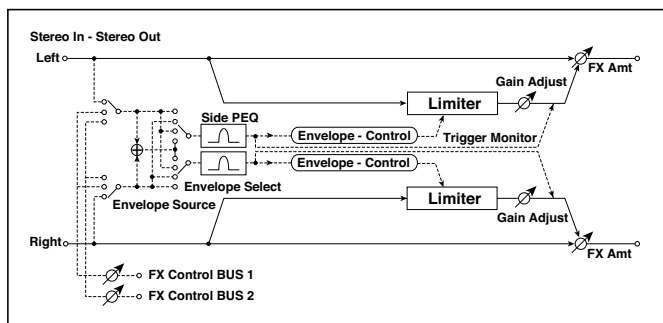 Stereo In - Stereo Out
Left
FX Amt
Gain Adjust
Limiter
Side PEQ
Envelope - Control
Trigger Monitor
Envelope - Control
Envelope Select
Envelope Source
Limiter
Gain Adjust
Right
FX Amt
FX Control BUS 1
FX Control BUS 2